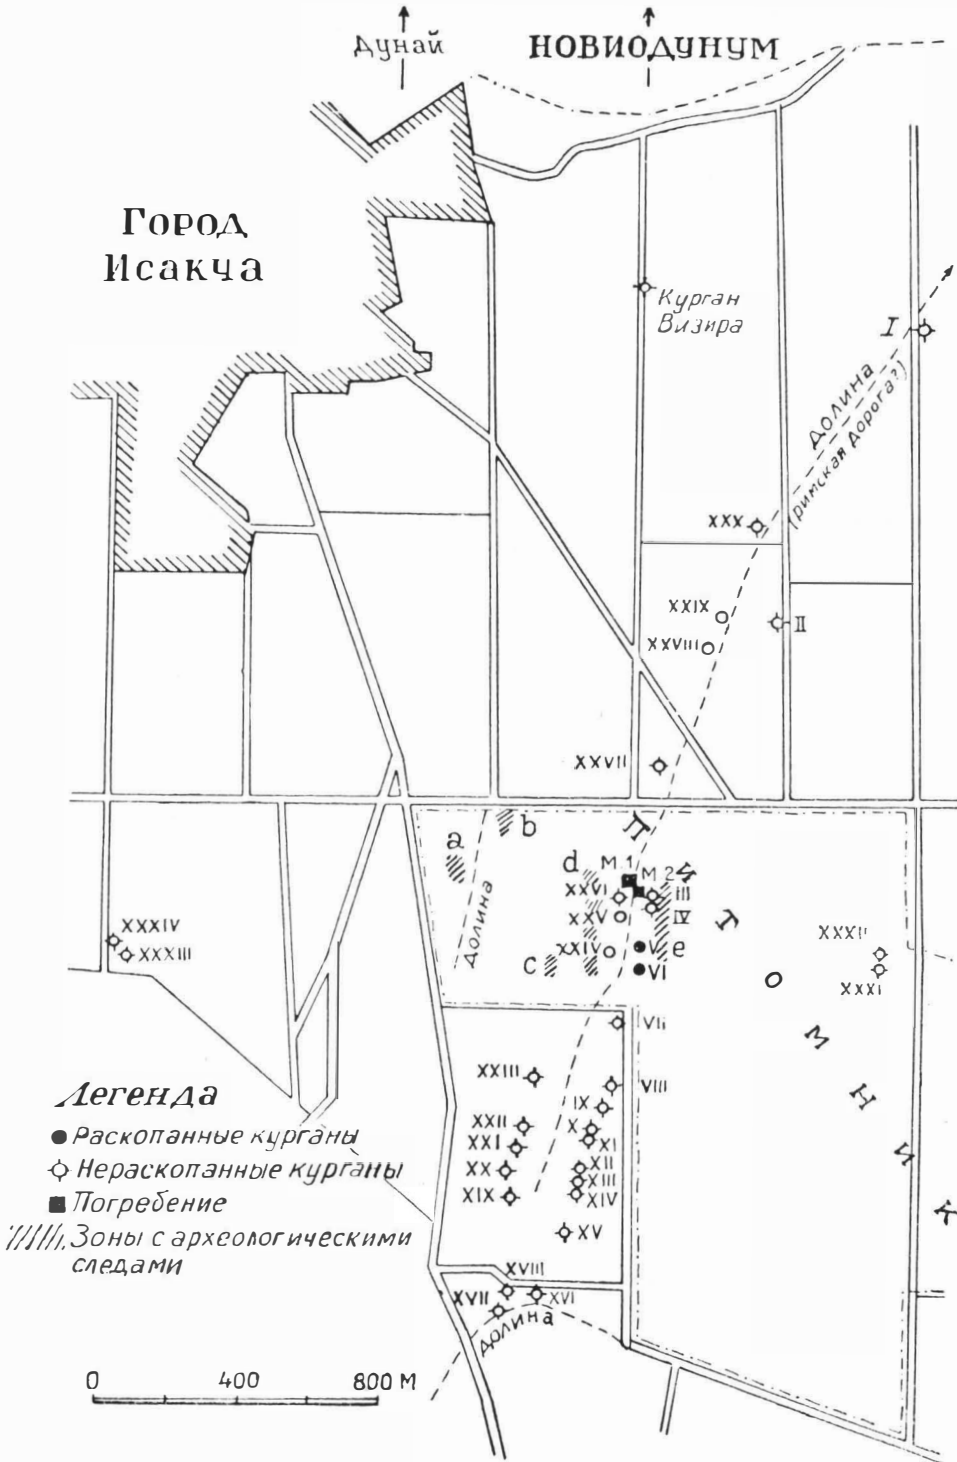 Дунай
НОВИОДУНУМ
Город
Исакча
Курган
Визира
I
Долина
(римская дорога?)
XXX
XXIX
II
XXVIII
XXVII
ПИТОМНИК
a
b
d
M 1
M 2
XXVI
III
XXV
IV
Долина
XXXIV
XXXIII
XXIV
V
e
c
VI
XXXII
XXXI
VII
XXIII
VIII
IX
XXII
X
XXI
XI
XX
XII
XIII
XIX
XIV
XV
XVIII
XVII
XVI
Долина
Легенда
Раскопанные курганы
Нераскопанные курганы
Погребение
Зоны с археологическими
следами
0 400 800 М